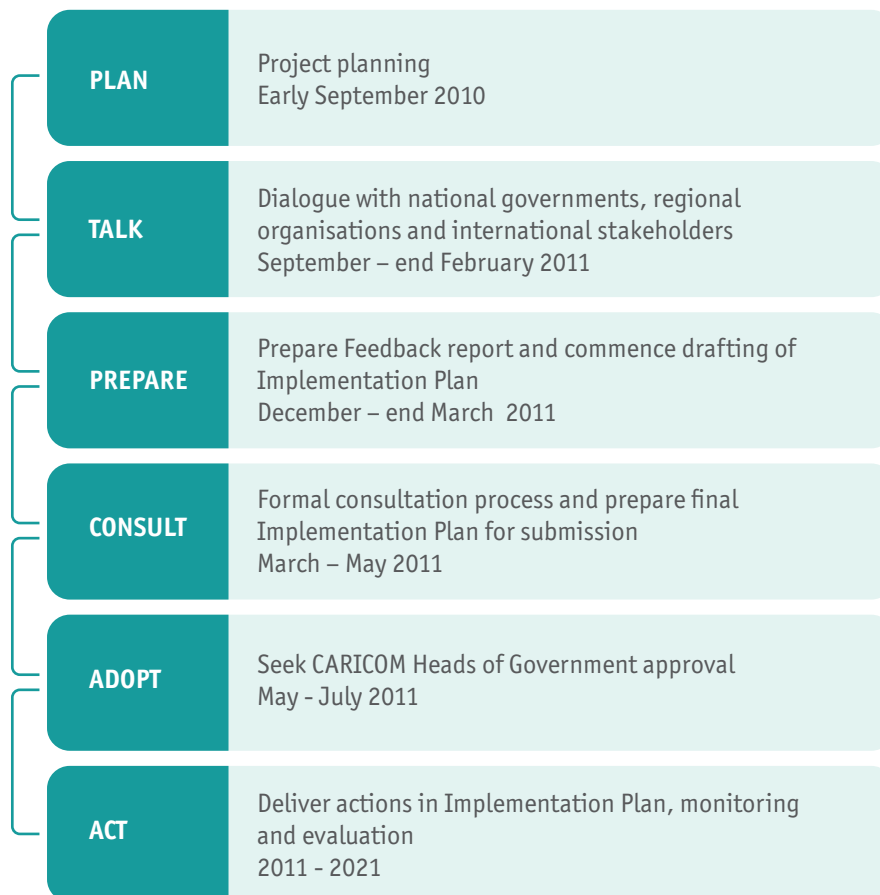 PLAN
Project planning
Early September 2010
TALK
Dialogue with national governments, regional
organisations and international stakeholders
September – end February 2011
PREPARE
Prepare Feedback report and commence drafting of
Implementation Plan
December – end March  2011
CONSULT
Formal consultation process and prepare final
Implementation Plan for submission
March – May 2011
ADOPT
Seek CARICOM Heads of Government approval
May - July 2011
ACT
Deliver actions in Implementation Plan, monitoring
and evaluation
2011 - 2021